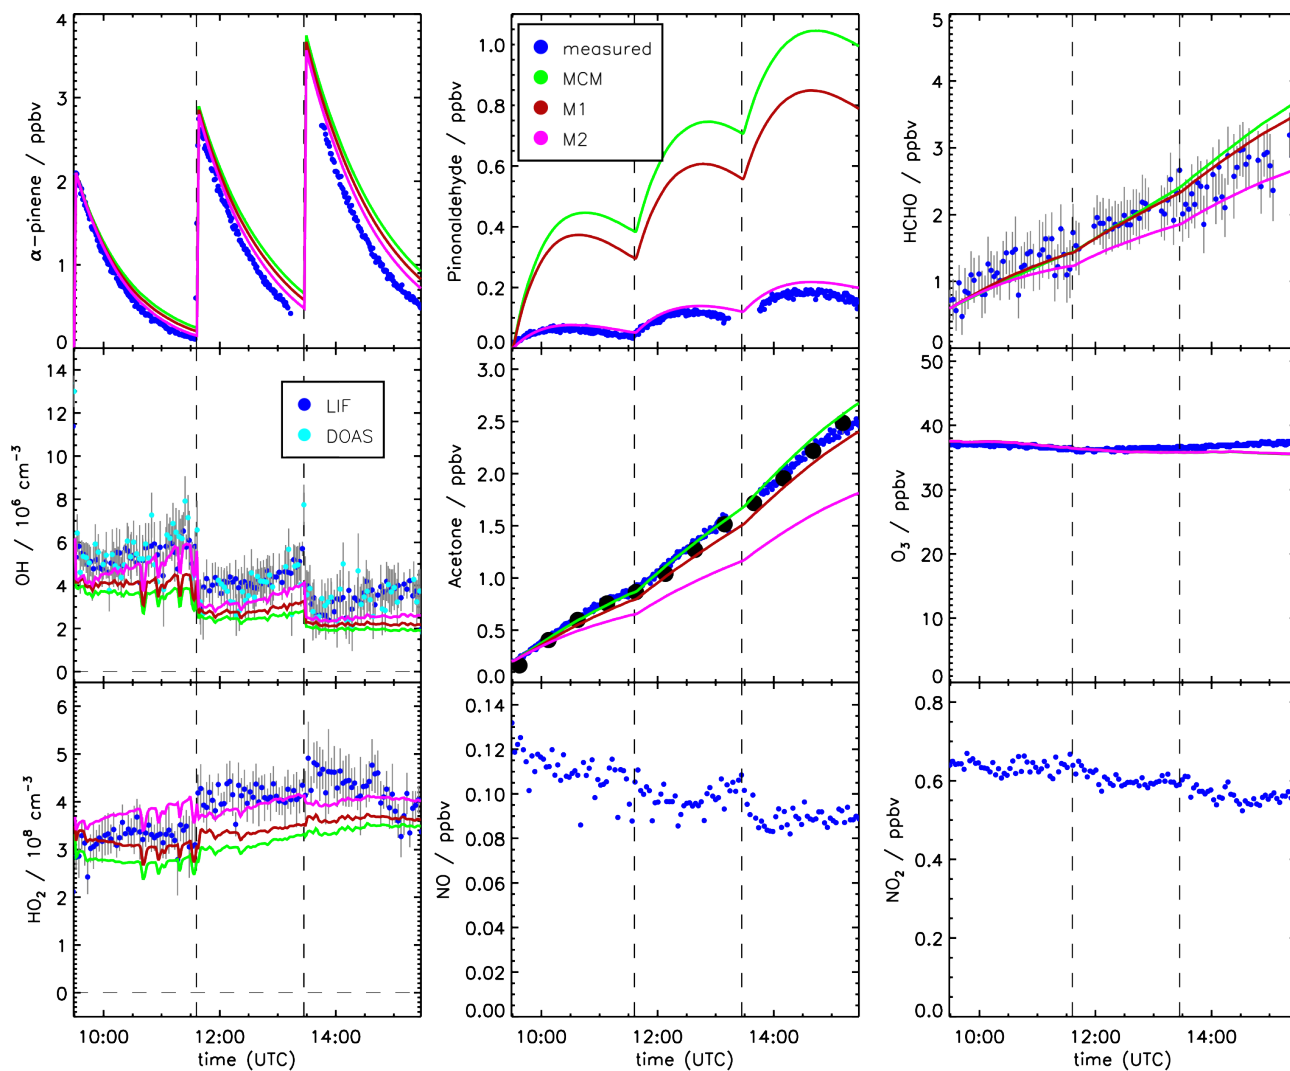 α-pinene / ppbv
4
3
2
1
0
Pinonaldehyde / ppbv
1.0
0.8
0.6
0.4
0.2
0.0
measured
MCM
M1
M2
HCHO / ppbv
5
4
3
2
1
0
OH / 10⁶ cm⁻³
14
12
10
8
6
4
2
0
LIF
DOAS
Acetone / ppbv
3.0
2.5
2.0
1.5
1.0
0.5
0.0
O₃ / ppbv
50
40
30
20
10
0
HO₂ / 10⁸ cm⁻³
6
5
4
3
2
1
0
10:00 12:00 14:00
time (UTC)
NO / ppbv
0.14
0.12
0.10
0.08
0.06
0.04
0.02
0.00
10:00 12:00 14:00
time (UTC)
NO₂ / ppbv
0.8
0.6
0.4
0.2
0.0
10:00 12:00 14:00
time (UTC)